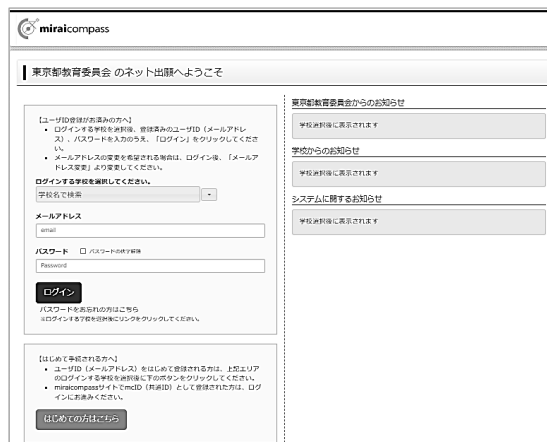 miraicompass
東京都教育委員会 のネット出願へようこそ
【ユーザID登録がお済みの方へ】
• ログインする学校を選択後、登録済みのユーザID（メールアドレ
ス）、パスワードを入力のうえ、「ログイン」をクリックしてくださ
い。
• メールアドレスの変更を希望される場合は、ログイン後、「メールア
ドレス変更」より変更してください。
ログインする学校を選択してください。
学校名で検索
メールアドレス
email
パスワード パスワードの伏字解除
Password
ログイン
パスワードをお忘れの方はこちら
※ログインする学校を選択後にリンクをクリックしてください。
【はじめて手続される方へ】
• ユーザID（メールアドレス）をはじめて登録される方は、上記エリア
のログインする学校を選択後に下のボタンをクリックしてください。
• miraicompassサイトでmcID（共通ID）として登録された方は、ログ
インにお進みください。
はじめての方はこちら
東京都教育委員会からのお知らせ
学校選択後に表示されます
学校からのお知らせ
学校選択後に表示されます
システムに関するお知らせ
学校選択後に表示されます